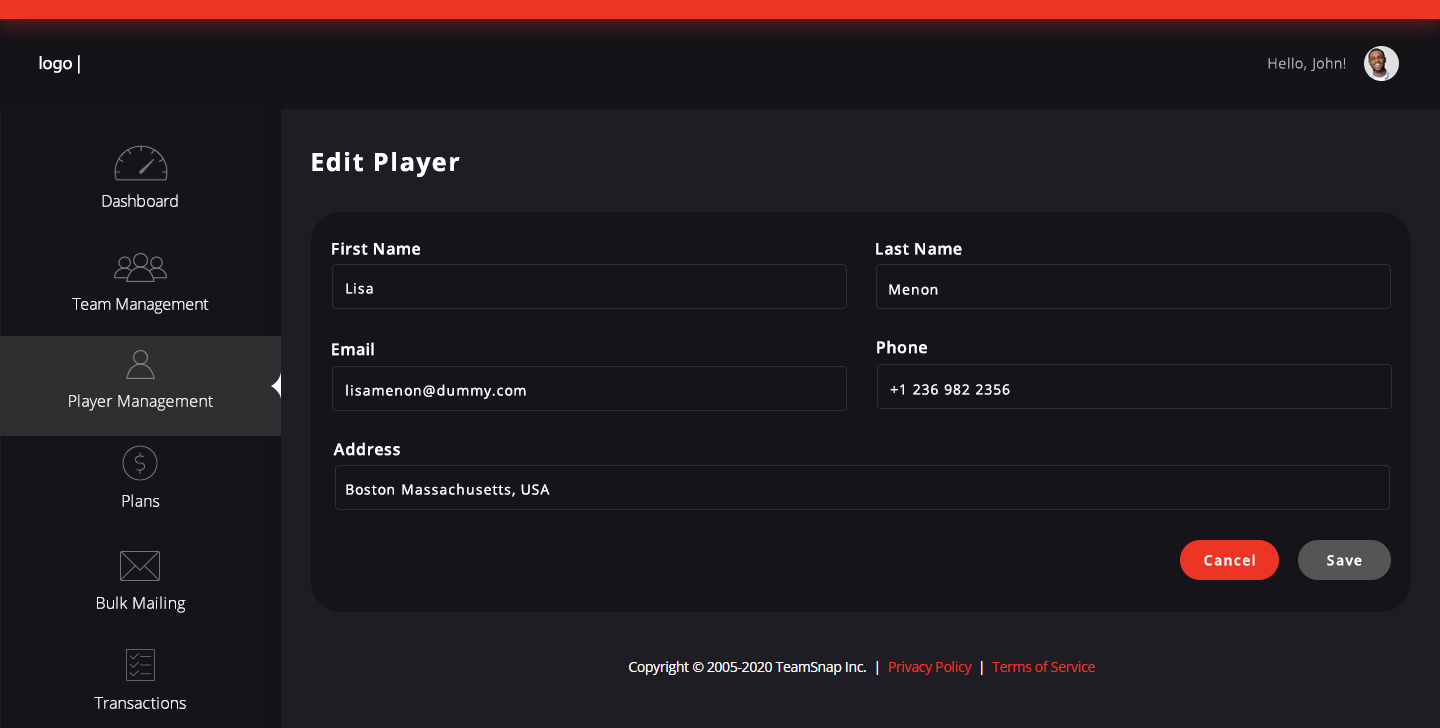 logo |
Hello, John!
Dashboard
Team Management
Player Management
$
Plans
Bulk Mailing
Transactions
Edit Player
First Name
Last Name
Lisa
Menon
Email
Phone
lisamenon@dummy.com
+1 236 982 2356
Address
Boston Massachusetts, USA
Cancel
Save
Copyright © 2005-2020 TeamSnap Inc. | Privacy Policy | Terms of Service